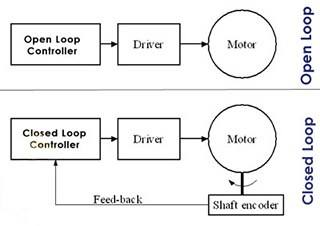 Open Loop
Controller
Driver
Motor
Open Loop
Closed Loop
Controller
Driver
Motor
Closed Loop
Feed-back
Shaft encoder